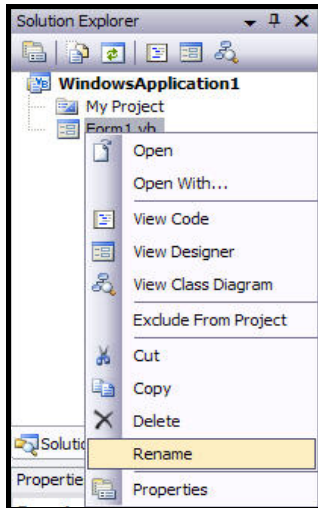 Solution Explorer
WindowsApplication1
My Project
Form1.vb
Open
Open With...
View Code
View Designer
View Class Diagram
Exclude From Project
Cut
Copy
Delete
Rename
Properties